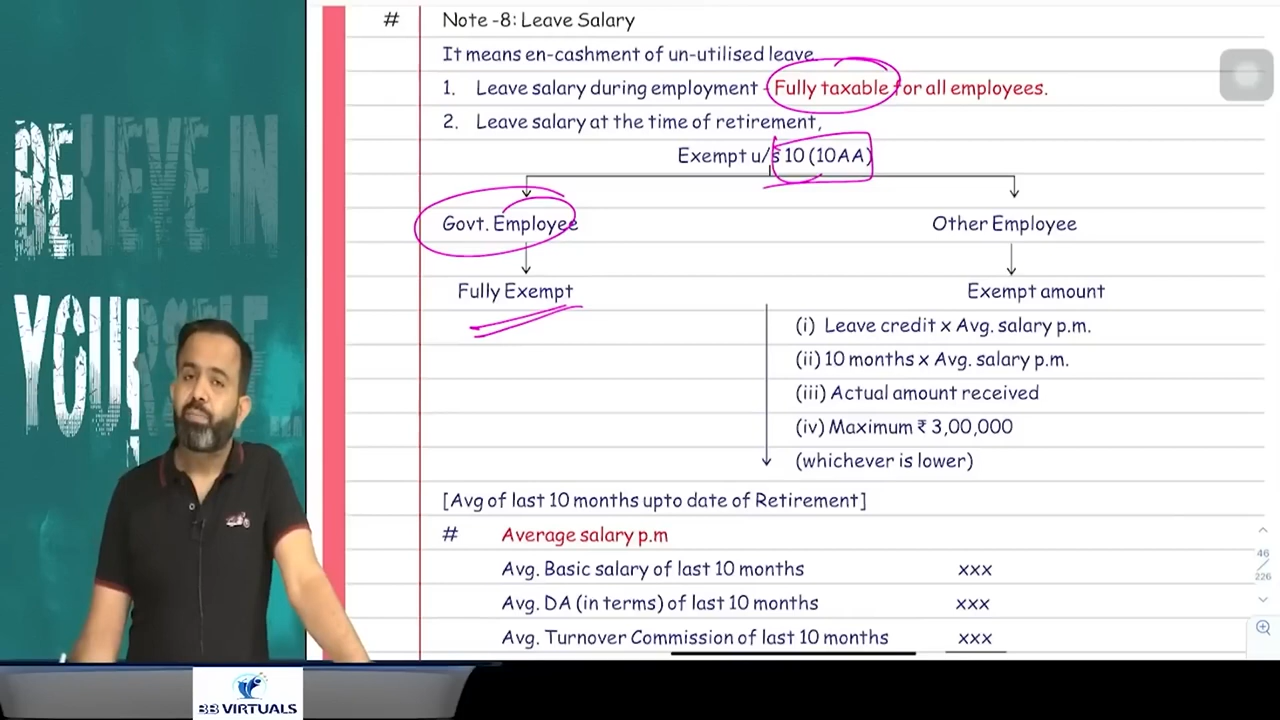 # Note -8: Leave Salary
It means en-cashment of un-utilised leave.
1. Leave salary during employment - Fully taxable for all employees.
2. Leave salary at the time of retirement,
Exempt u/s 10 (10AA)
Govt. Employee Other Employee
Fully Exempt Exempt amount
(i) Leave credit x Avg. salary p.m.
(ii) 10 months x Avg. salary p.m.
(iii) Actual amount received
(iv) Maximum ₹ 3,00,000
(whichever is lower)
[Avg of last 10 months upto date of Retirement]
# Average salary p.m
Avg. Basic salary of last 10 months xxx
Avg. DA (in terms) of last 10 months xxx
Avg. Turnover Commission of last 10 months xxx
46
226
BELIEVE IN
YOURSELF...
BB VIRTUALS